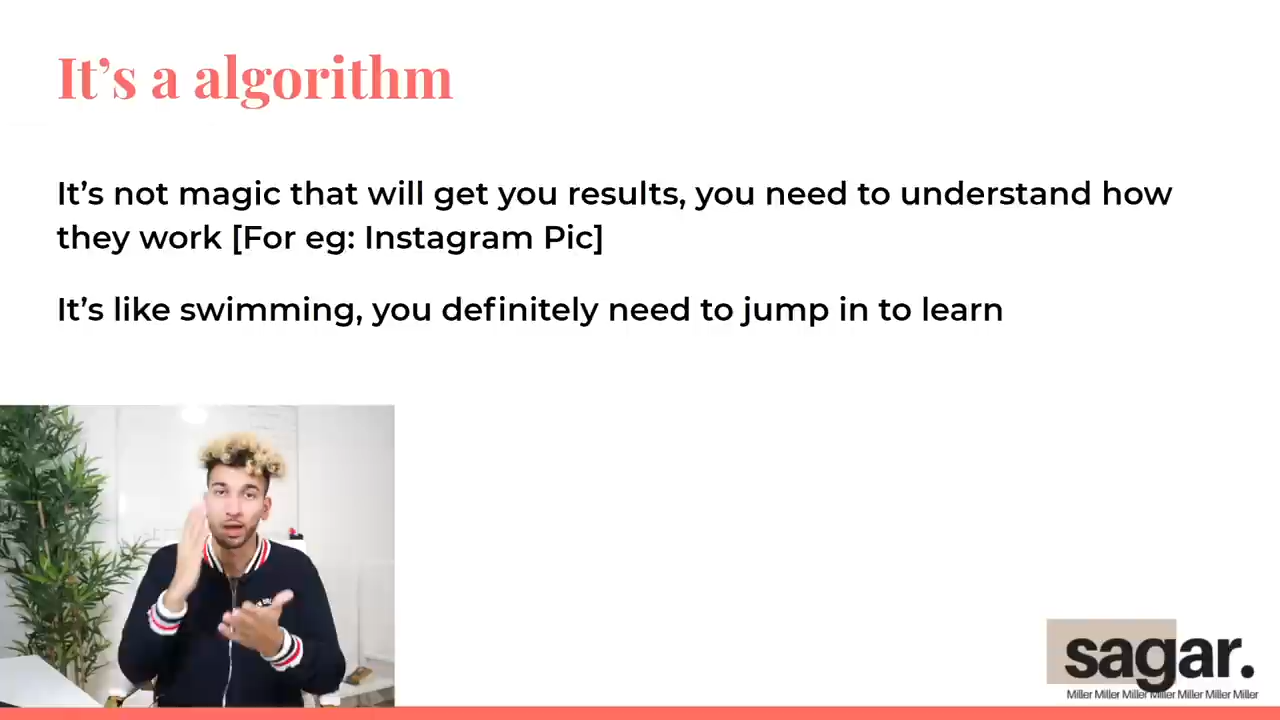 It's a algorithm
It's not magic that will get you results, you need to understand how
they work [For eg: Instagram Pic]
It's like swimming, you definitely need to jump in to learn
sagar.
Miller Miller Miller Miller Miller Miller Miller